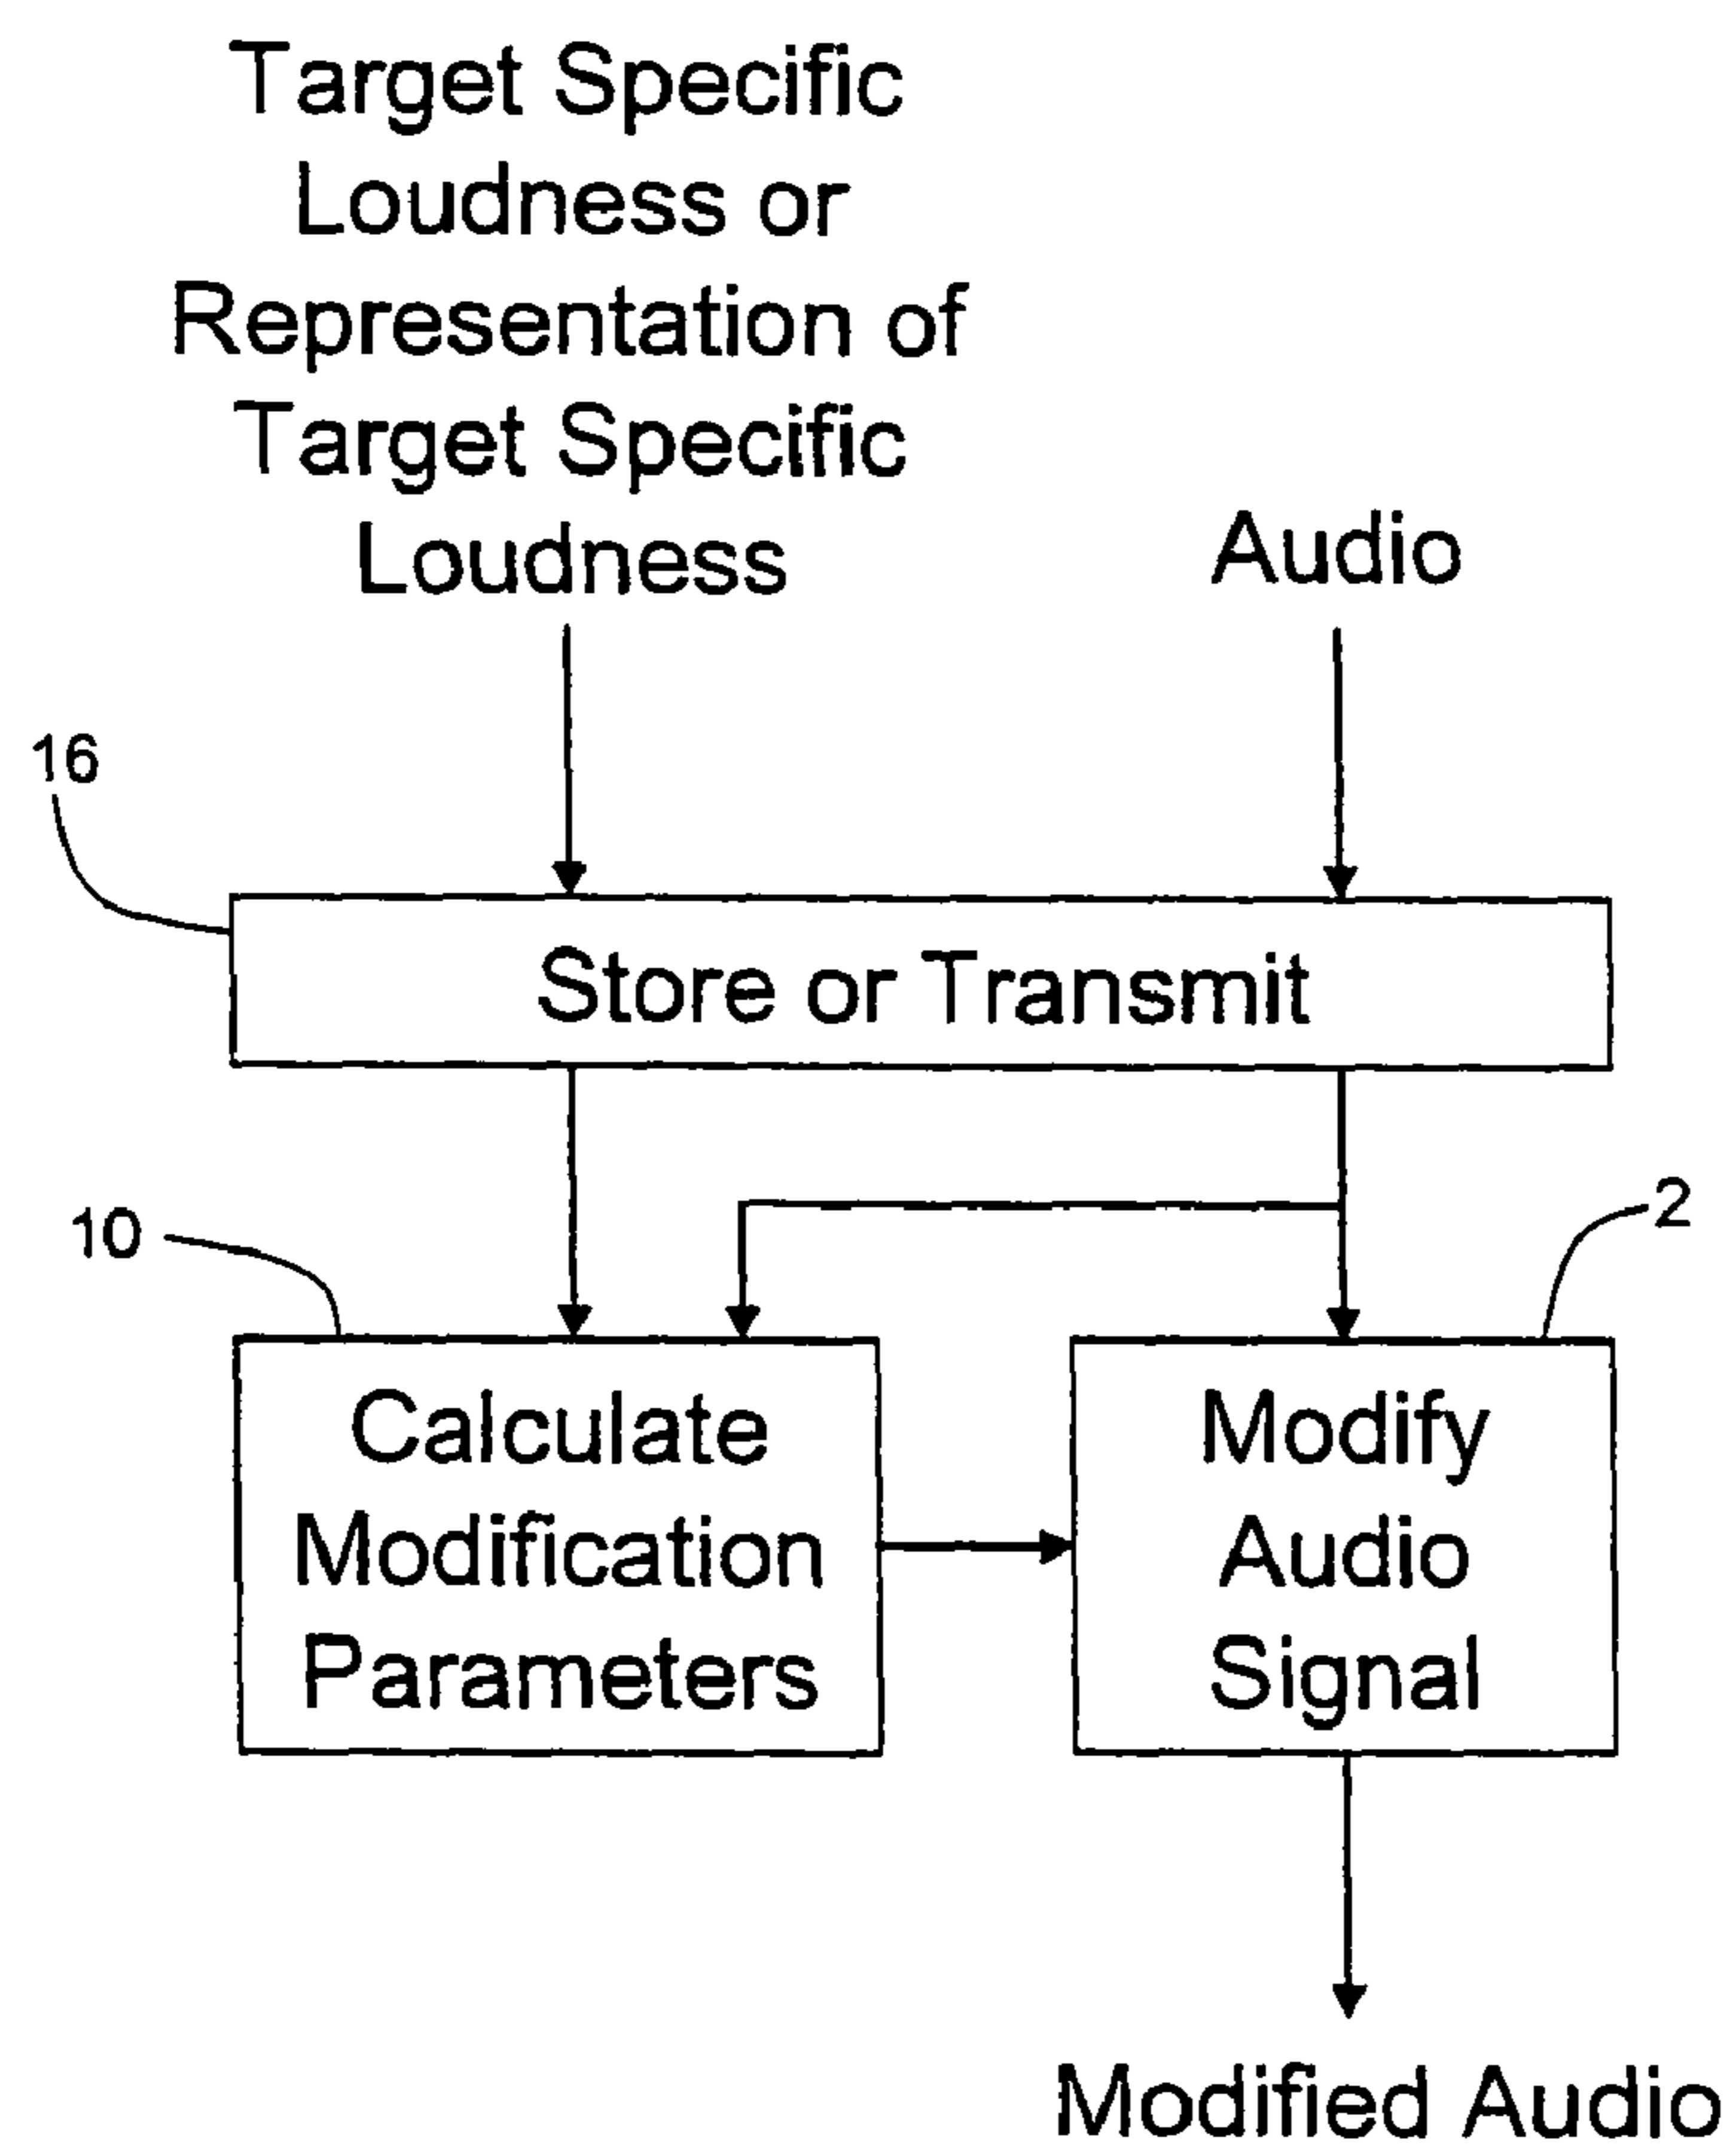 Target Specific
Loudness or
Representation of
Target Specific
Loudness
Audio
16
Store or Transmit
10
2
Calculate
Modification
Parameters
Modify
Audio
Signal
Modified Audio